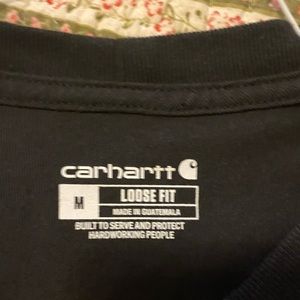 carhartt
M LOOSE FIT
MADE IN GUATEMALA
BUILT TO SERVE AND PROTECT
HARDWORKING PEOPLE